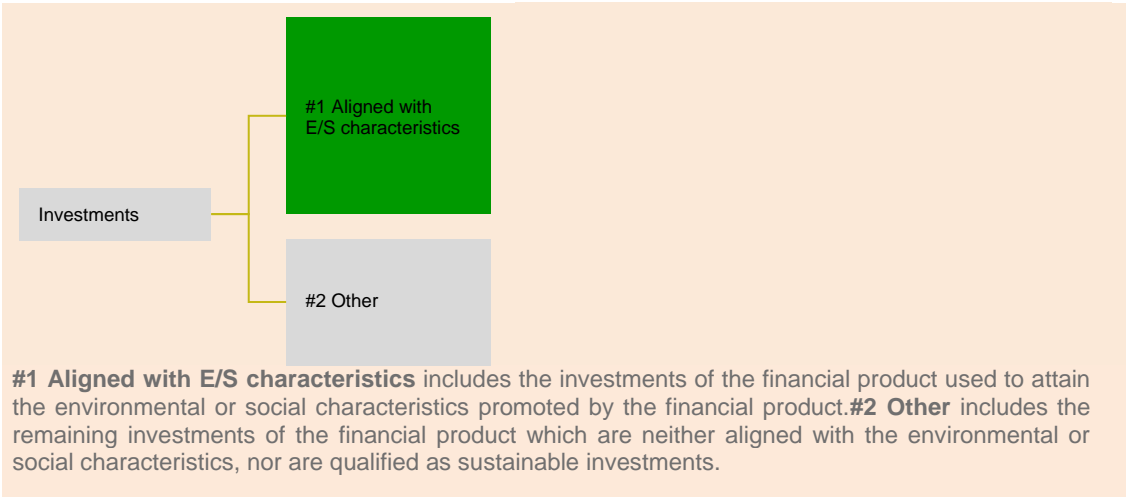 #1 Aligned with
E/S characteristics
Investments
#2 Other
#1 Aligned with E/S characteristics includes the investments of the financial product used to attain
the environmental or social characteristics promoted by the financial product.#2 Other includes the
remaining investments of the financial product which are neither aligned with the environmental or
social characteristics, nor are qualified as sustainable investments.